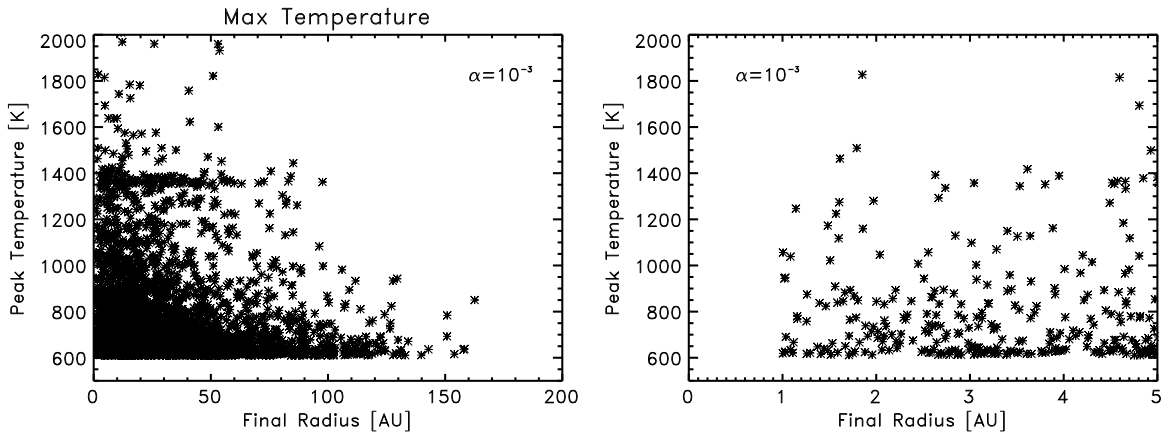 Max Temperature
Peak Temperature [K]
2000
1800
1600
1400
1200
1000
800
600
α=10⁻³
0 50 100 150 200
Final Radius [AU]
Peak Temperature [K]
2000
1800
1600
1400
1200
1000
800
600
α=10⁻³
0 1 2 3 4 5
Final Radius [AU]